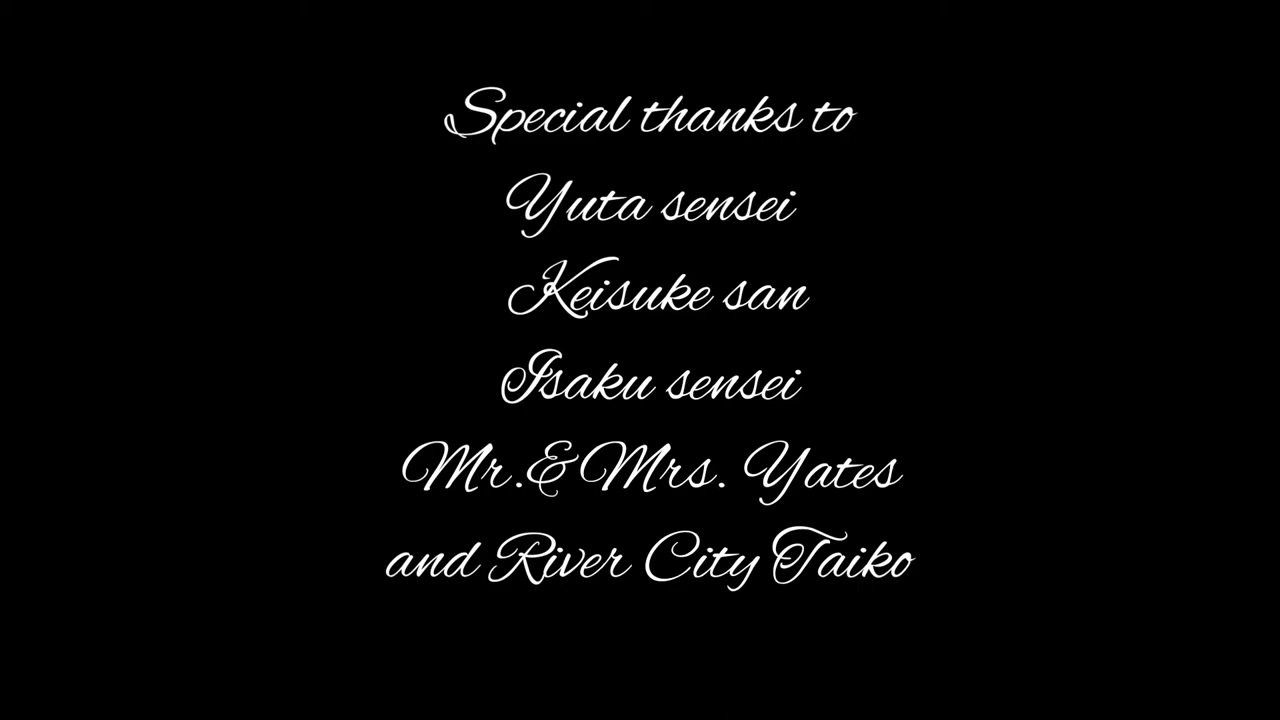 Special thanks to
Yuta sensei
Keisuke san
Isaku sensei
Mr.& Mrs. Yates
and River City Taiko